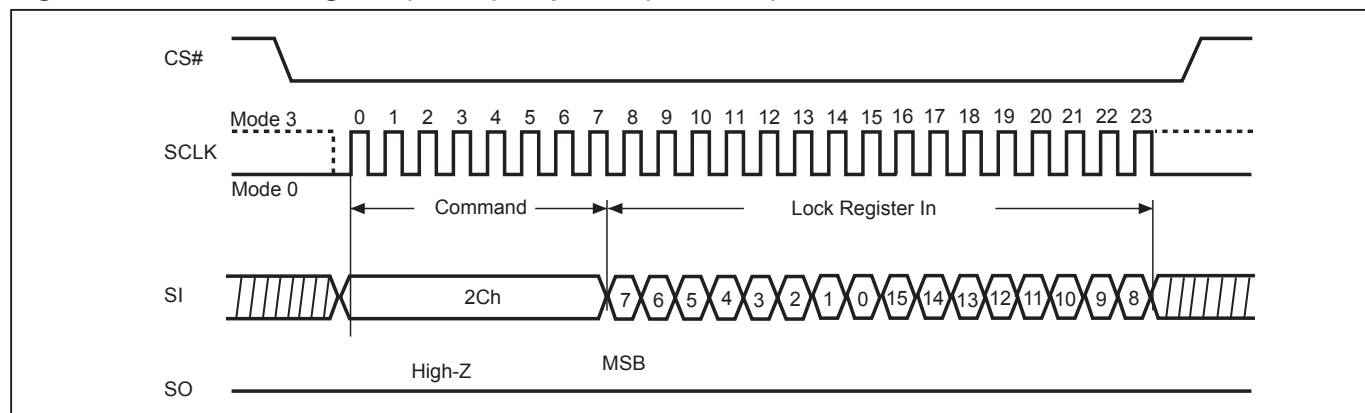 CS#
Mode 3 0 1 2 3 4 5 6 7 8 9 10 11 12 13 14 15 16 17 18 19 20 21 22 23
SCLK
Mode 0
Command Lock Register In
SI 2Ch 7 6 5 4 3 2 1 0 15 14 13 12 11 10 9 8
High-Z MSB
SO